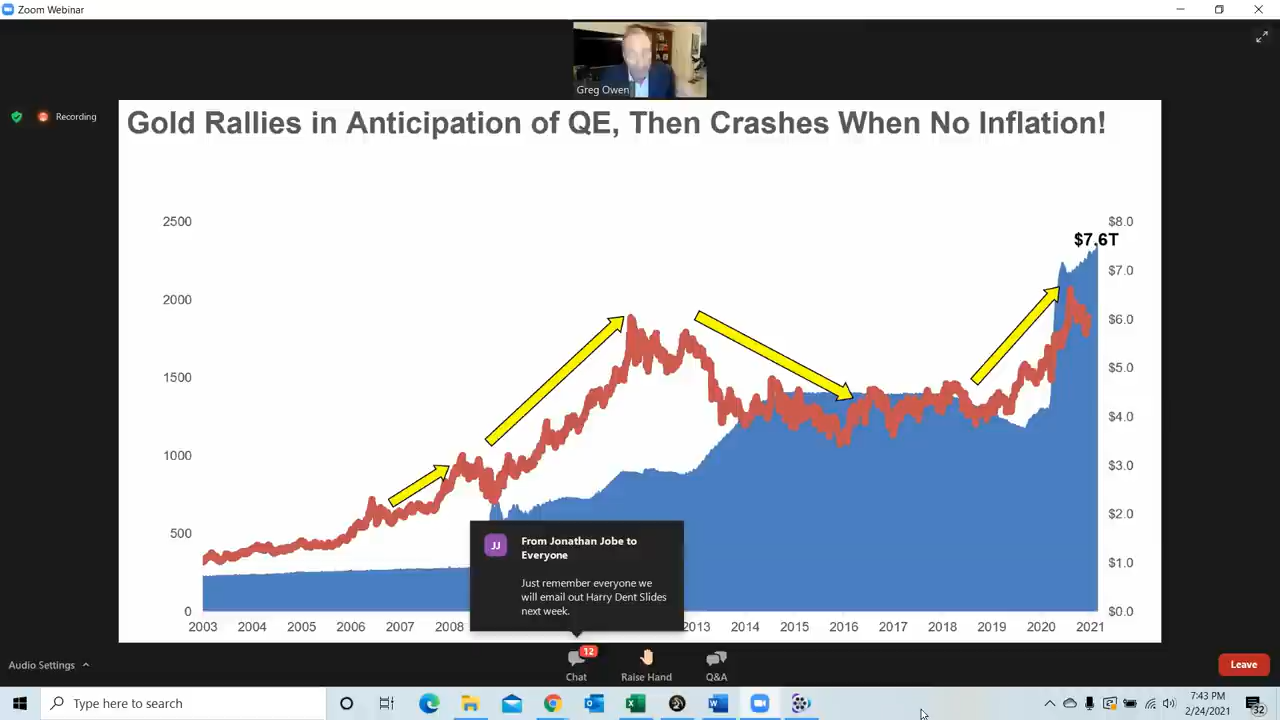 Zoom Webinar
Greg Owen
Recording
Gold Rallies in Anticipation of QE, Then Crashes When No Inflation!
2500
2000
1500
1000
500
0
$8.0
$7.6T
$7.0
$6.0
$5.0
$4.0
$3.0
$2.0
$1.0
$0.0
2003 2004 2005 2006 2007 2008 2013 2014 2015 2016 2017 2018 2019 2020 2021
JJ
From Jonathan Jobe to
Everyone
Just remember everyone we
will email out Harry Dent Slides
next week.
Audio Settings
12
Chat
Raise Hand
Q&A
Leave
Type here to search
7:43 PM
2/24/2021
32